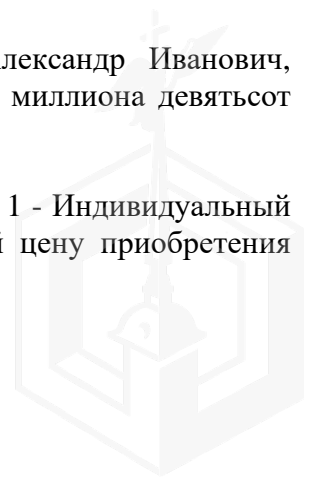 лександр Иванович,
миллиона девятьсот
1 - Индивидуальный
цену приобретения